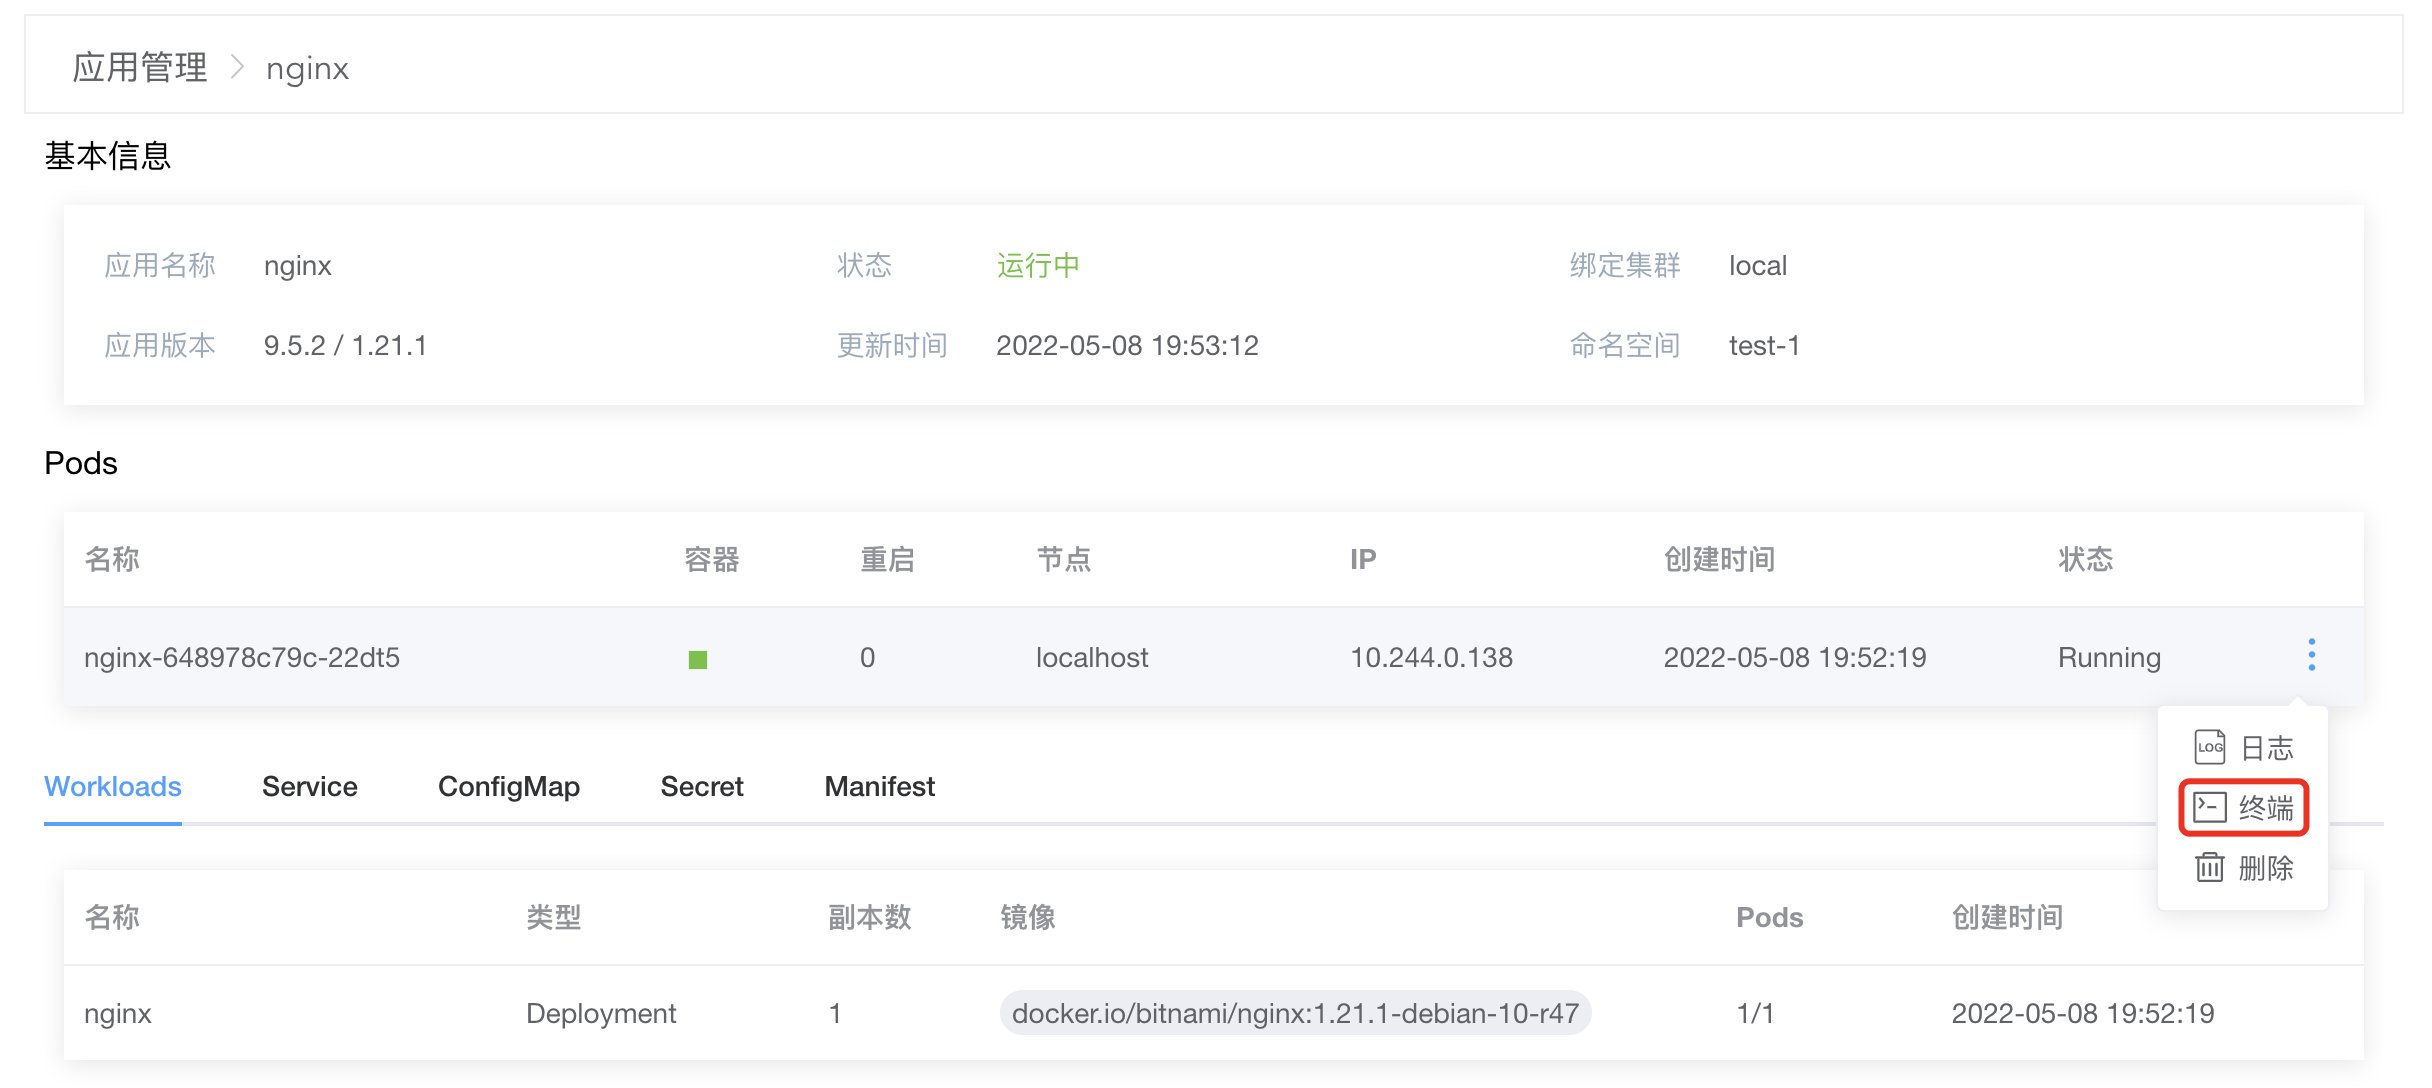 应用管理 > nginx
基本信息
应用名称 nginx 状态 运行中 绑定集群 local
应用版本 9.5.2 / 1.21.1 更新时间 2022-05-08 19:53:12 命名空间 test-1
Pods
名称 容器 重启 节点 IP 创建时间 状态
nginx-648978c79c-22dt5 0 localhost 10.244.0.138 2022-05-08 19:52:19 Running
LOG 日志
终端
删除
Workloads Service ConfigMap Secret Manifest
名称 类型 副本数 镜像 Pods 创建时间
nginx Deployment 1 docker.io/bitnami/nginx:1.21.1-debian-10-r47 1/1 2022-05-08 19:52:19